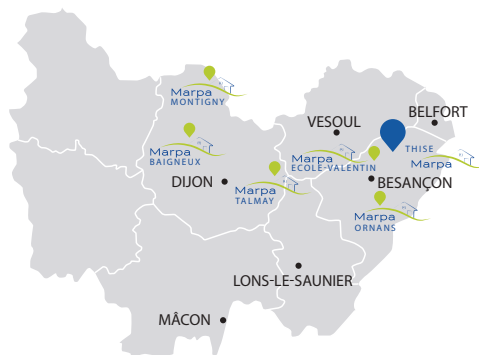 Marpa
MONTIGNY
BELFORT
VESOUL
Marpa
BAIGNEUX
THISE
Marpa
Marpa
ECOLE-VALENTIN
DIJON
BESANÇON
Marpa
TALMAY
Marpa
ORNANS
LONS-LE-SAUNIER
MÂCON